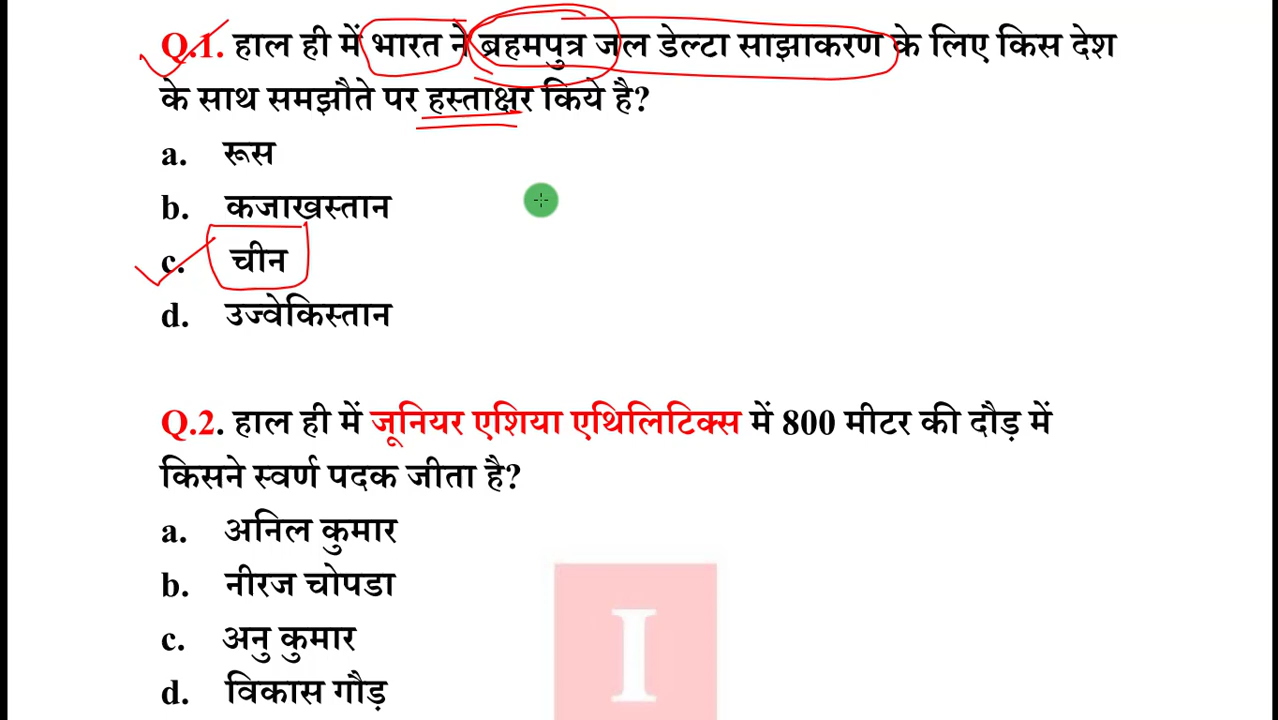 Q.1. हाल ही में भारत ने ब्रहमपुत्र जल डेल्टा साझाकरण के लिए किस देश
के साथ समझौते पर हस्ताक्षर किये है?
a. रूस
b. कजाखस्तान
c. चीन
d. उज्वेकिस्तान
Q.2. हाल ही में जूनियर एशिया एथिलिटिक्स में 800 मीटर की दौड़ में
किसने स्वर्ण पदक जीता है?
a. अनिल कुमार
b. नीरज चोपडा
c. अनु कुमार
d. विकास गौड़
I